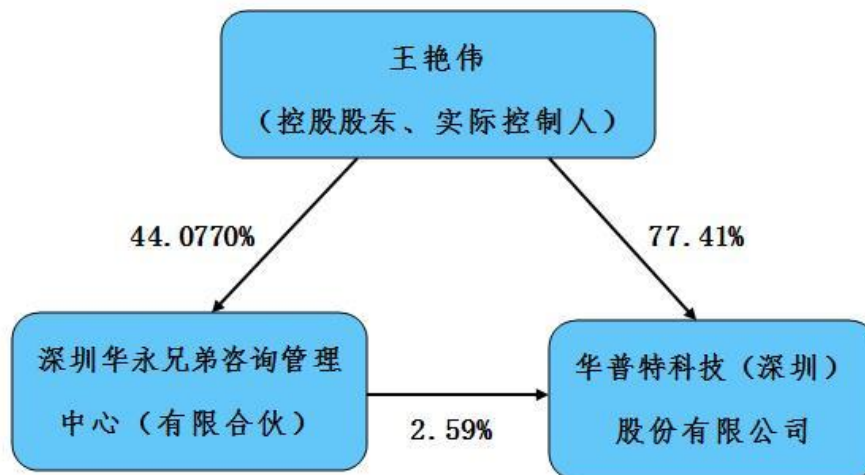 王艳伟
（控股股东、实际控制人）
44.0770%
77.41%
深圳华永兄弟咨询管理
中心（有限合伙）
2.59%
华普特科技（深圳）
股份有限公司